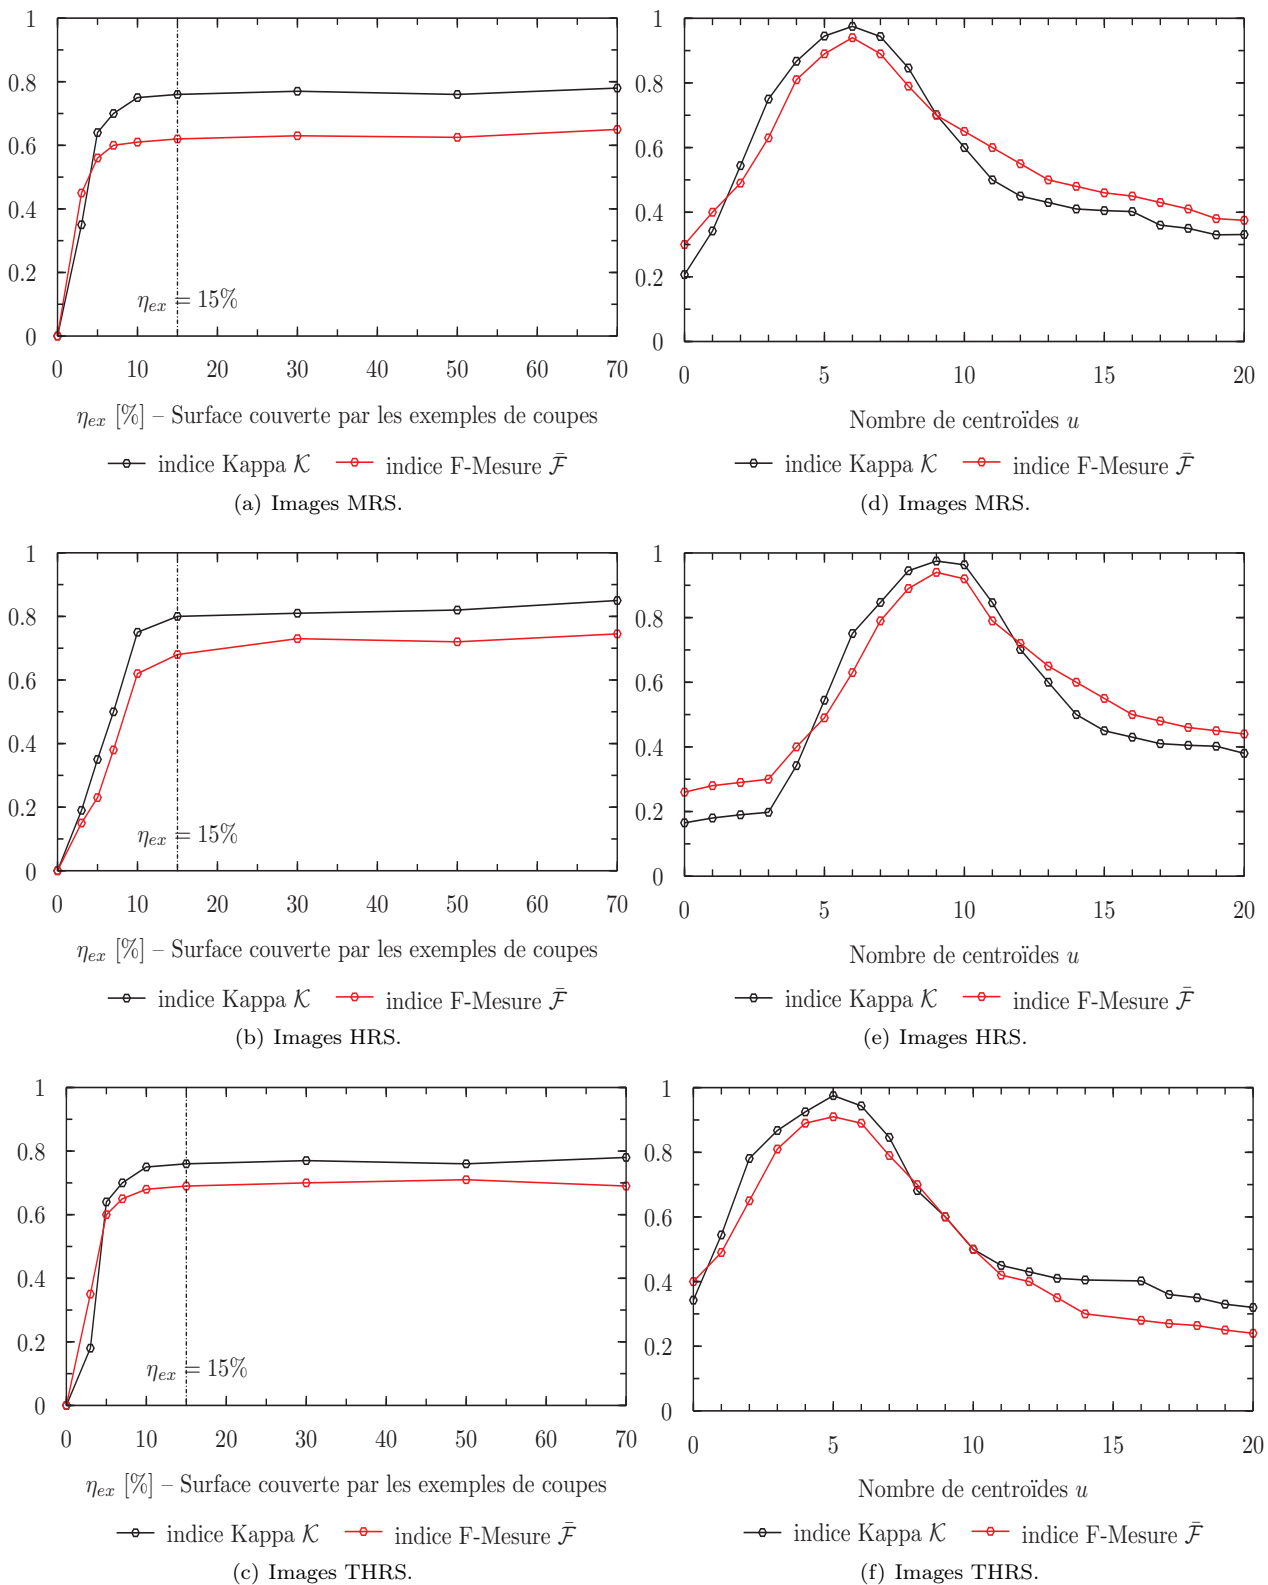 1
0.8
0.6
0.4
0.2
0
η_ex = 15%
0 10 20 30 40 50 60 70
η_ex [%] – Surface couverte par les exemples de coupes
indice Kappa 𝒦 indice F-Mesure ℱ̄
(a) Images MRS.
1
0.8
0.6
0.4
0.2
0
0 5 10 15 20
Nombre de centroïdes u
indice Kappa 𝒦 indice F-Mesure ℱ̄
(d) Images MRS.
1
0.8
0.6
0.4
0.2
0
η_ex = 15%
0 10 20 30 40 50 60 70
η_ex [%] – Surface couverte par les exemples de coupes
indice Kappa 𝒦 indice F-Mesure ℱ̄
(b) Images HRS.
1
0.8
0.6
0.4
0.2
0
0 5 10 15 20
Nombre de centroïdes u
indice Kappa 𝒦 indice F-Mesure ℱ̄
(e) Images HRS.
1
0.8
0.6
0.4
0.2
0
η_ex = 15%
0 10 20 30 40 50 60 70
η_ex [%] – Surface couverte par les exemples de coupes
indice Kappa 𝒦 indice F-Mesure ℱ̄
(c) Images THRS.
1
0.8
0.6
0.4
0.2
0
0 5 10 15 20
Nombre de centroïdes u
indice Kappa 𝒦 indice F-Mesure ℱ̄
(f) Images THRS.